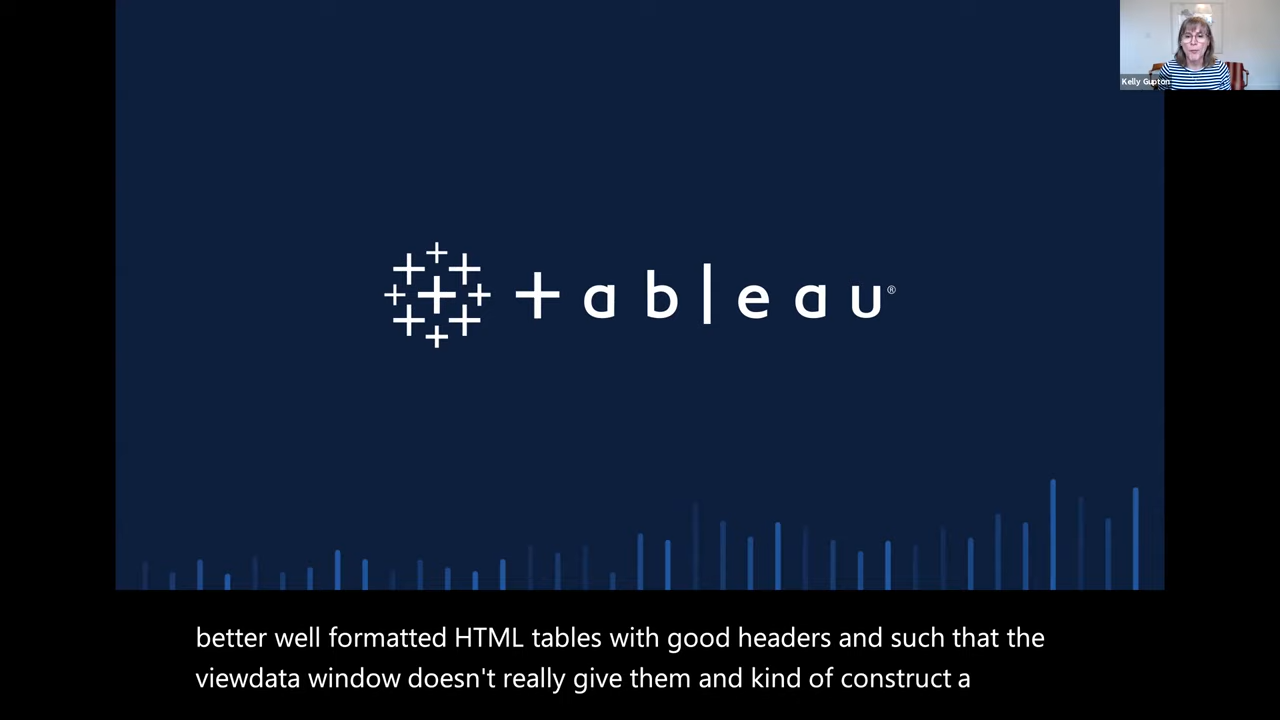 Kelly Gupton
tableau®
better well formatted HTML tables with good headers and such that the
viewdata window doesn't really give them and kind of construct a